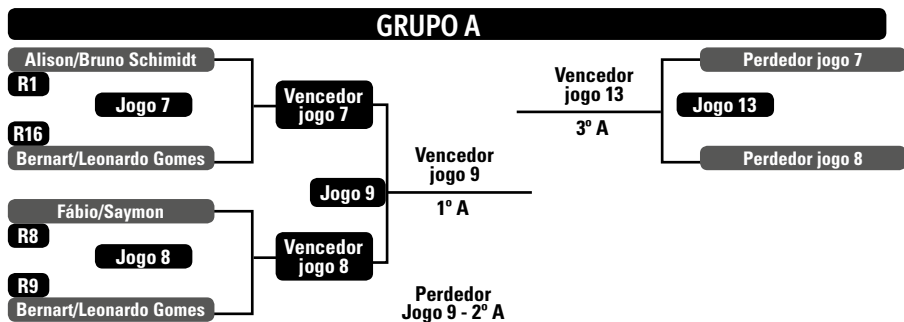 GRUPO A
Alison/Bruno Schimidt
R1
Jogo 7
R16
Bernart/Leonardo Gomes
Vencedor
jogo 7
Fábio/Saymon
R8
Jogo 8
R9
Bernart/Leonardo Gomes
Vencedor
jogo 8
Jogo 9
Vencedor
jogo 9
1º A
Perdedor
Jogo 9 - 2º A
Vencedor
jogo 13
3º A
Perdedor jogo 7
Jogo 13
Perdedor jogo 8